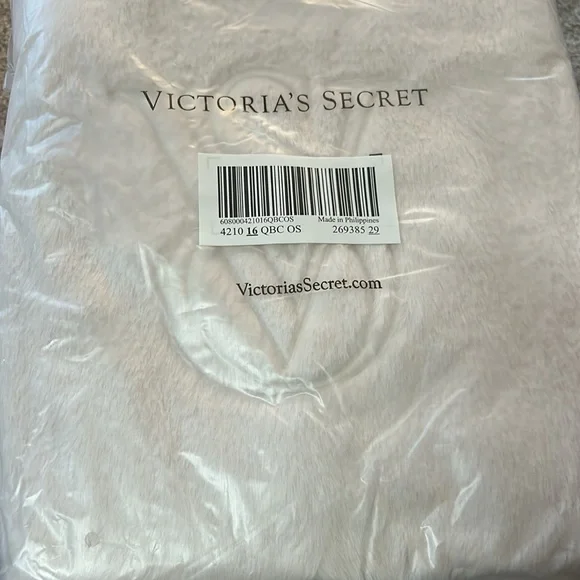 VICTORIA'S SECRET
608000421016QBCOS Made in Philippines
4210 16 QBC OS 269385 29
VictoriasSecret.com